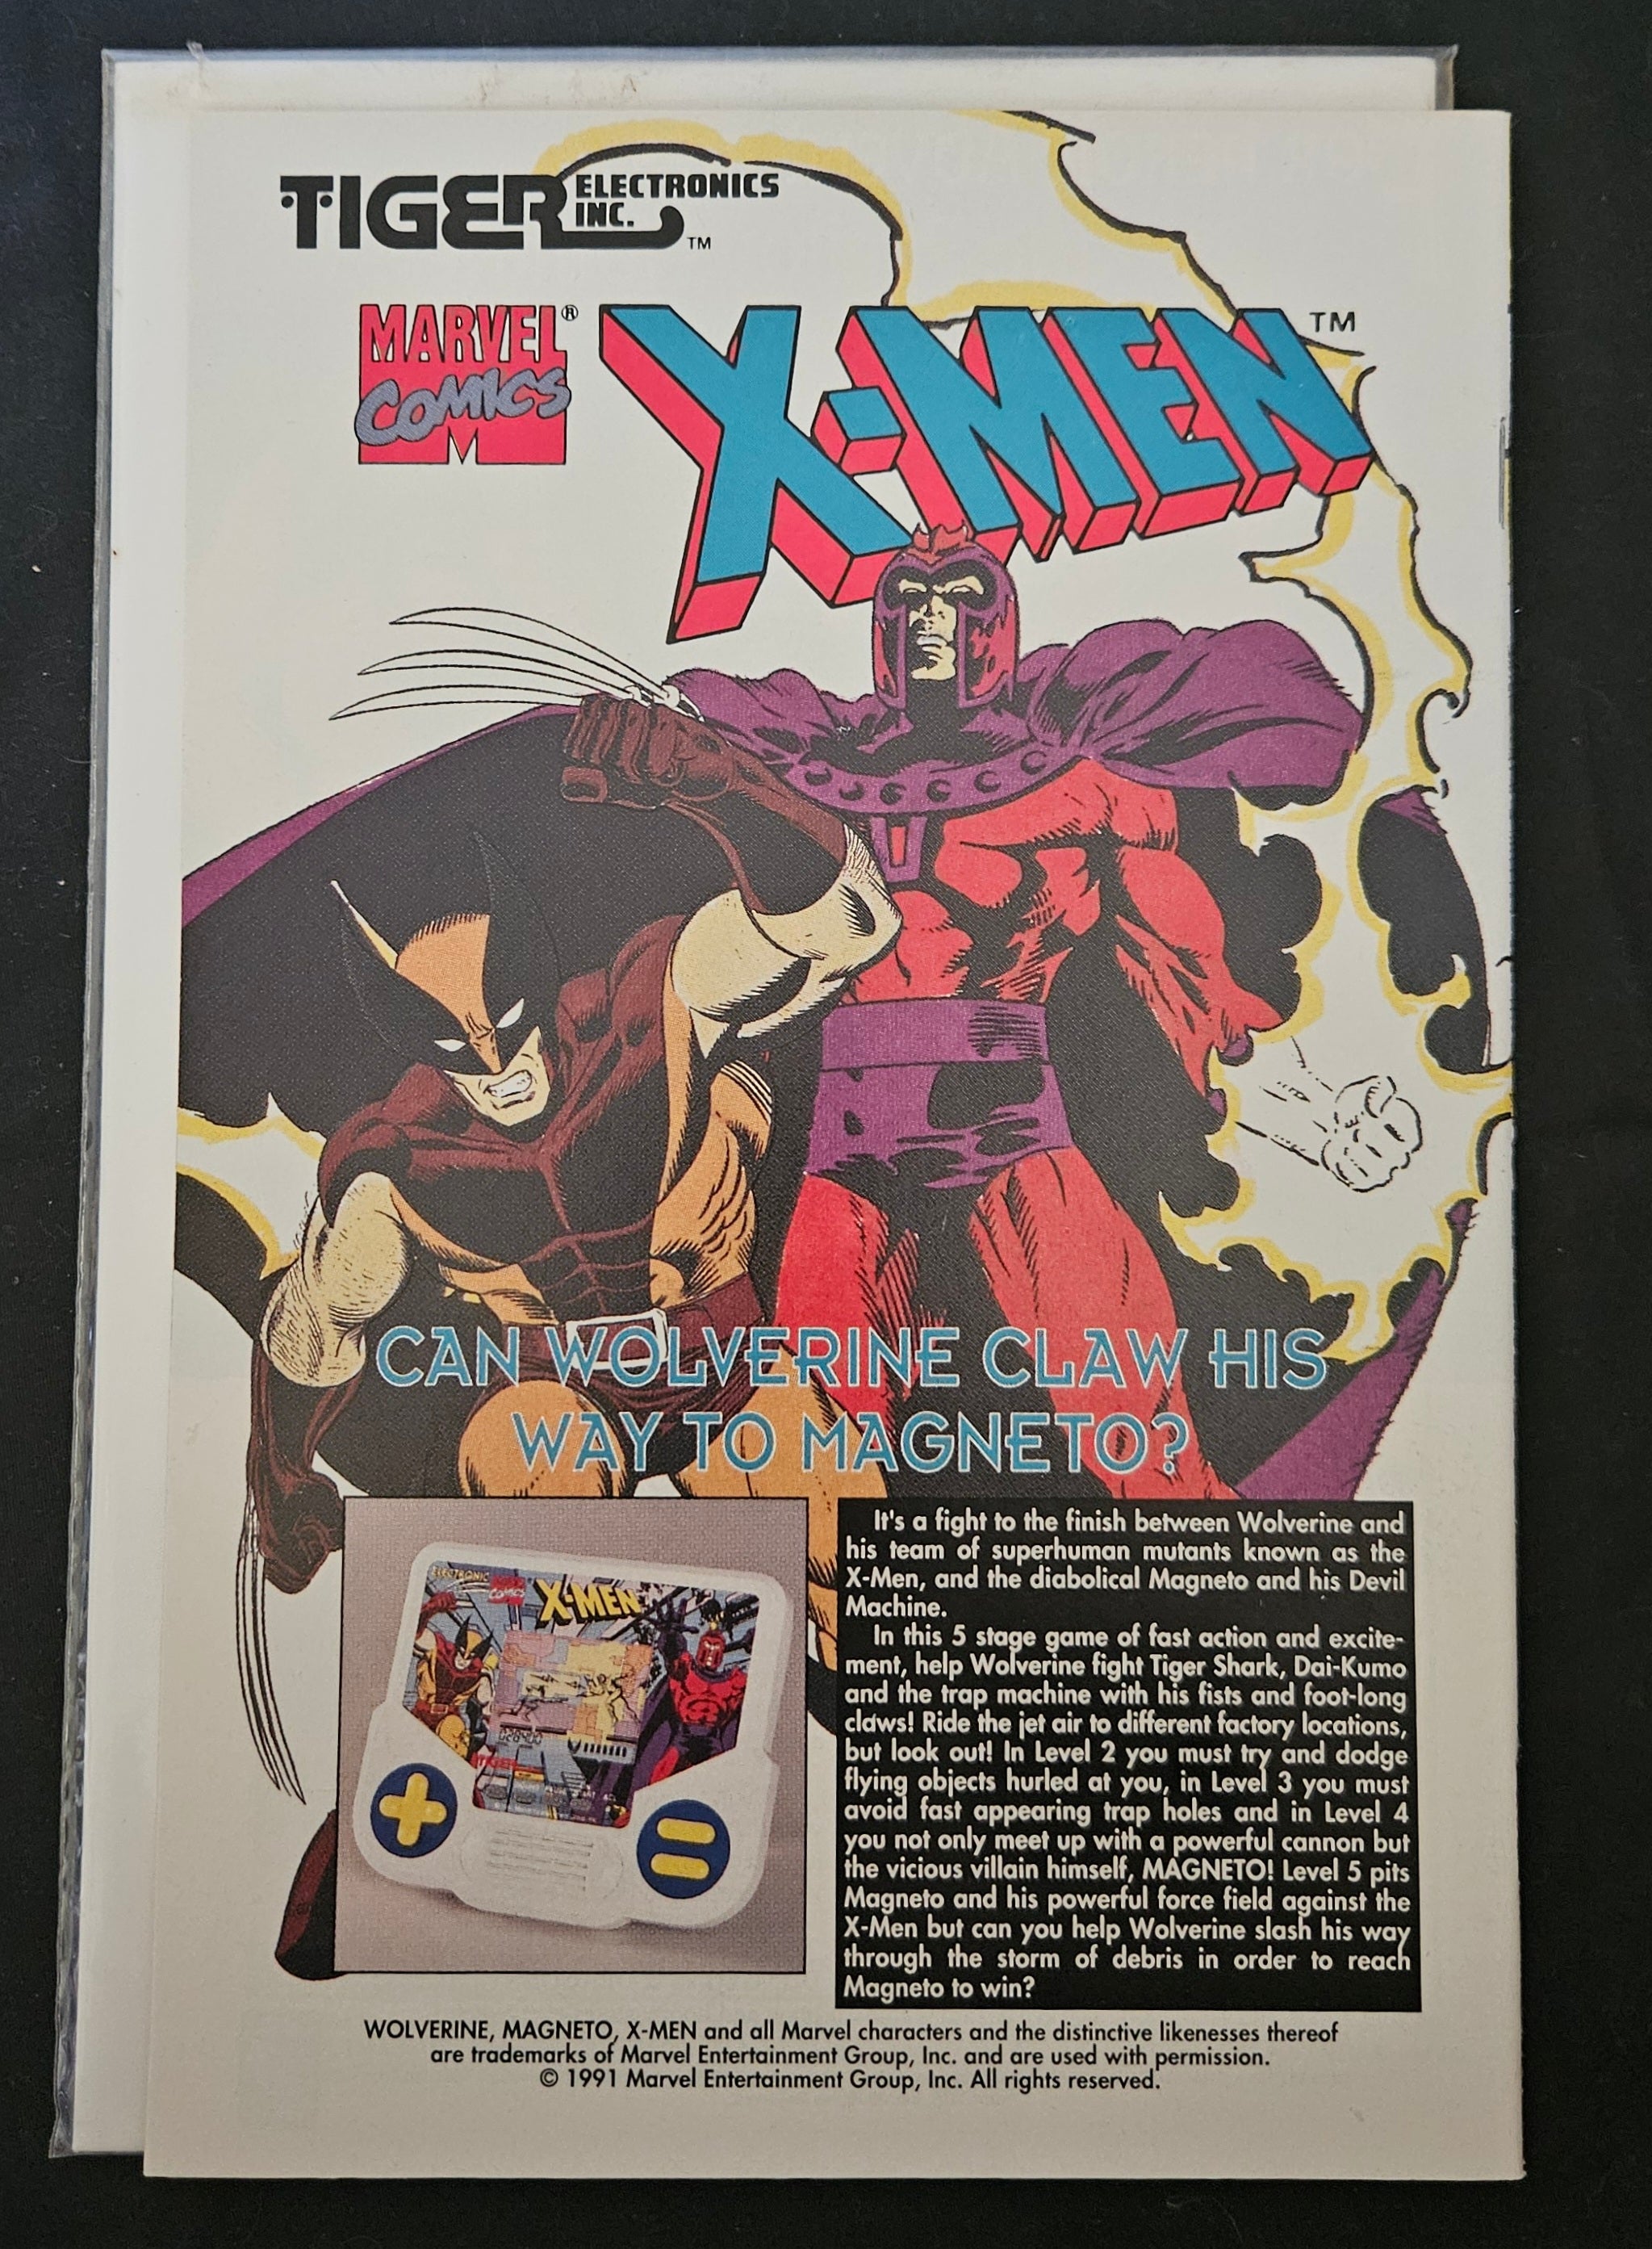 TIGER ELECTRONICS INC. TM
MARVEL® COMICS
X-MEN TM
CAN WOLVERINE CLAW HIS
WAY TO MAGNETO?
ELECTRONIC
X-MEN
TIGER
It's a fight to the finish between Wolverine and
his team of superhuman mutants known as the
X-Men, and the diabolical Magneto and his Devil
Machine.
In this 5 stage game of fast action and excite-
ment, help Wolverine fight Tiger Shark, Dai-Kumo
and the trap machine with his fists and foot-long
claws! Ride the jet air to different factory locations,
but look out! In Level 2 you must try and dodge
flying objects hurled at you, in Level 3 you must
avoid fast appearing trap holes and in Level 4
you not only meet up with a powerful cannon but
the vicious villain himself, MAGNETO! Level 5 pits
Magneto and his powerful force field against the
X-Men but can you help Wolverine slash his way
through the storm of debris in order to reach
Magneto to win?
WOLVERINE, MAGNETO, X-MEN and all Marvel characters and the distinctive likenesses thereof
are trademarks of Marvel Entertainment Group, Inc. and are used with permission.
© 1991 Marvel Entertainment Group, Inc. All rights reserved.